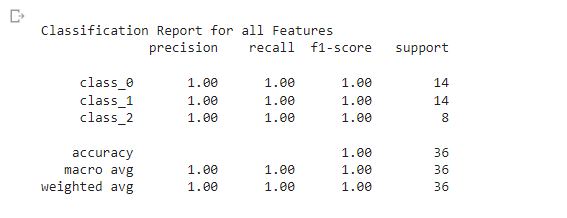 Classification Report for all Features
precision recall f1-score support
class_0 1.00 1.00 1.00 14
class_1 1.00 1.00 1.00 14
class_2 1.00 1.00 1.00 8
accuracy 1.00 36
macro avg 1.00 1.00 1.00 36
weighted avg 1.00 1.00 1.00 36